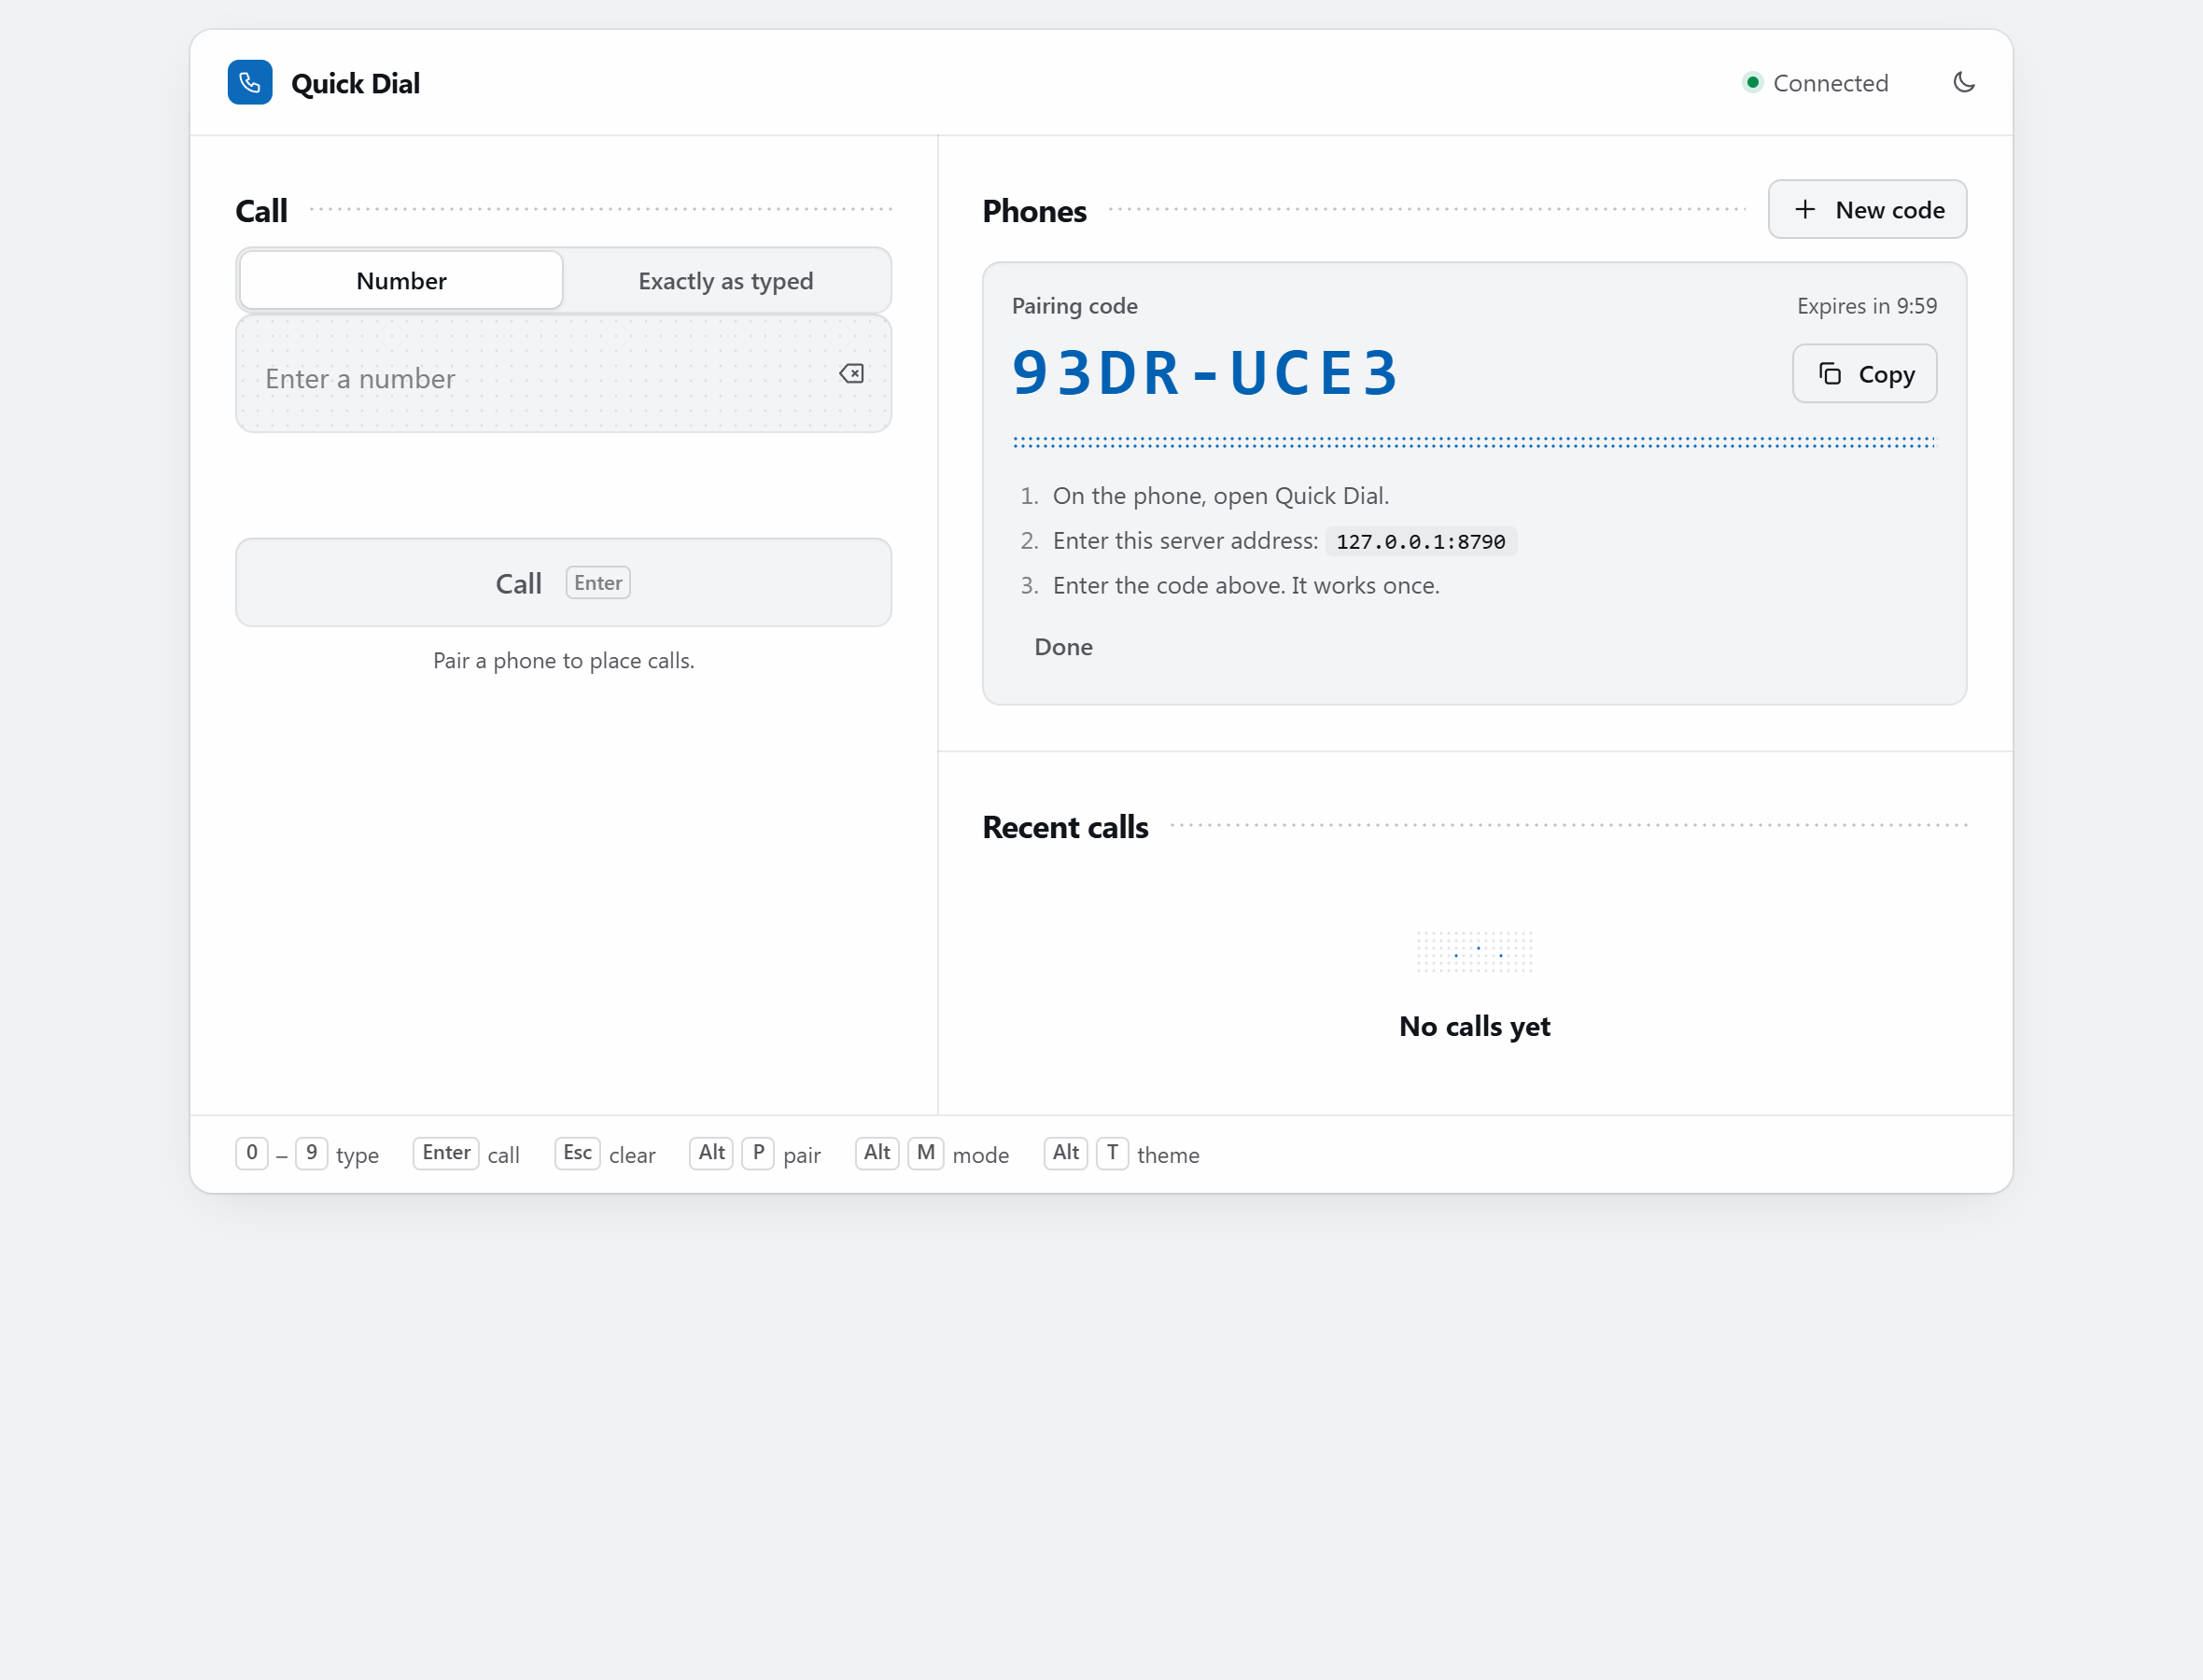 Quick Dial
Connected
Call
Number
Exactly as typed
Enter a number
Call Enter
Pair a phone to place calls.
Phones
New code
Pairing code
Expires in 9:59
93DR-UCE3
Copy
1. On the phone, open Quick Dial.
2. Enter this server address: 127.0.0.1:8790
3. Enter the code above. It works once.
Done
Recent calls
No calls yet
0 – 9 type Enter call Esc clear Alt P pair Alt M mode Alt T theme